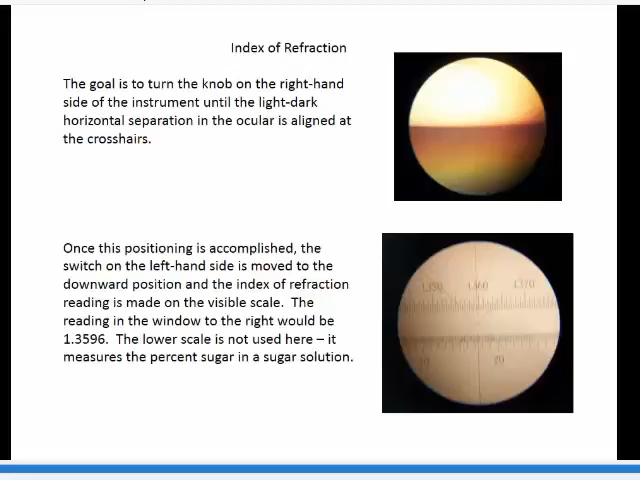 Index of Refraction
The goal is to turn the knob on the right-hand
side of the instrument until the light-dark
horizontal separation in the ocular is aligned at
the crosshairs.
Once this positioning is accomplished, the
switch on the left-hand side is moved to the
downward position and the index of refraction
reading is made on the visible scale.  The
reading in the window to the right would be
1.3596.  The lower scale is not used here – it
measures the percent sugar in a sugar solution.
1.350 1.360 1.370
20